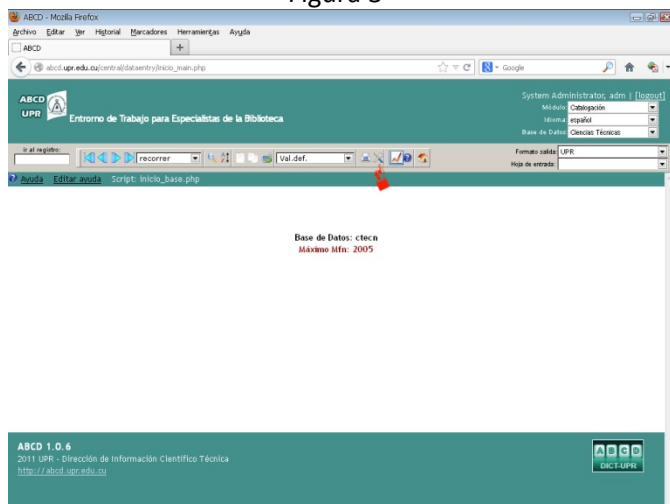 Figura 8
ABCD - Mozilla Firefox
Archivo Editar Ver Historial Marcadores Herramientas Ayuda
ABCD
abcd.upr.edu.cu/central/dataentry/inicio_main.php
Google
ABCD
UPR
Entorno de Trabajo para Especialistas de la Biblioteca
System Administrator, adm | [logout]
Módulo Catalogación
Idioma español
Base de Datos Ciencias Técnicas
ir al registro:
recorrer
Val.def.
Formato salida: UPR
Hoja de entrada:
Ayuda Editar ayuda Script: inicio_base.php
Base de Datos: ctecn
Máximo Mfn: 2005
ABCD 1.0.6
2011 UPR - Dirección de Información Científico Técnica
http://abcd.upr.edu.cu
ABCD
DICT-UPR